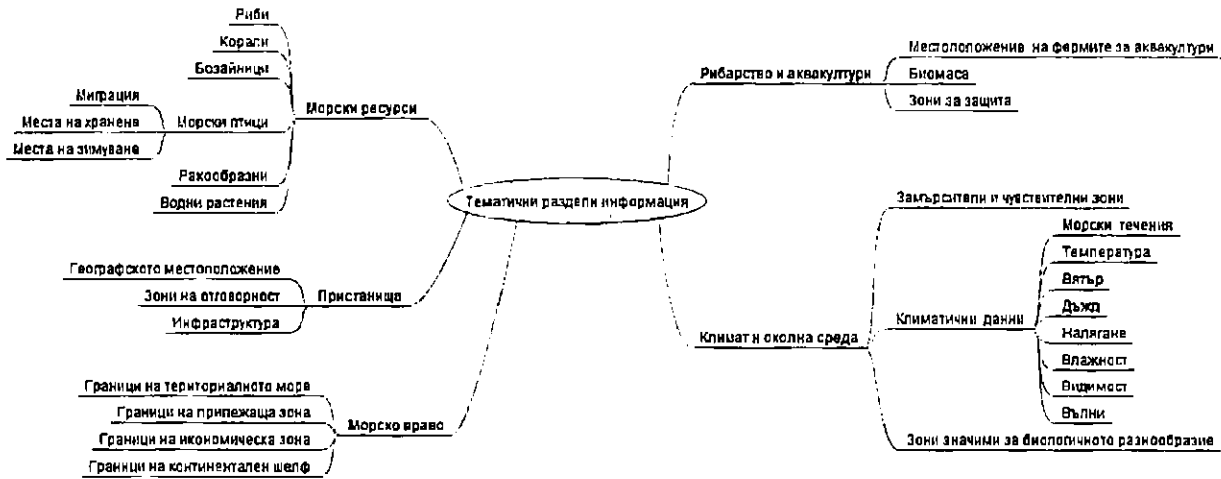 Риби
Корали
Бозайници
Миграция
Места на хранене
Места на зимуване
Морски птици
Ракообразни
Водни растения
Морски ресурси
Географското местоположение
Зони на отговорност
Инфраструктура
Пристанища
Граници на териториалното море
Граници на прилежаща зона
Граници на икономическа зона
Граници на континентален шелф
Морско право
Тематични раздели информация
Рибарство и аквакултури
Местоположение на фермите за аквакултури
Биомаса
Зони за защита
Климат и околна среда
Замърсители и чувствителни зони
Климатични данни
Морски течения
Температура
Вятър
Дъжд
Налягане
Влажност
Видимост
Вълни
Зони значими за биологичното разнообразие